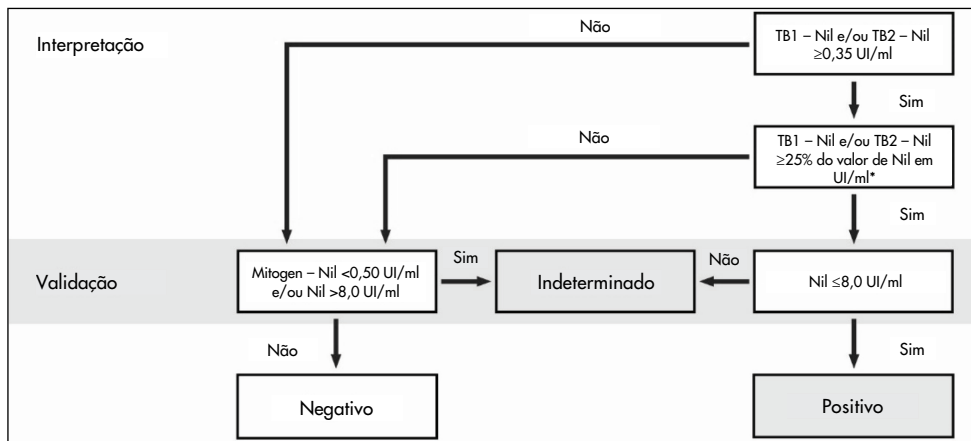 Interpretação
Não
TB1 – Nil e/ou TB2 – Nil
≥0,35 UI/ml
Sim
Não
TB1 – Nil e/ou TB2 – Nil
≥25% do valor de Nil em
UI/ml*
Sim
Validação
Mitogen – Nil <0,50 UI/ml
e/ou Nil >8,0 UI/ml
Sim
Indeterminado
Não
Nil ≤8,0 UI/ml
Não
Sim
Negativo
Positivo